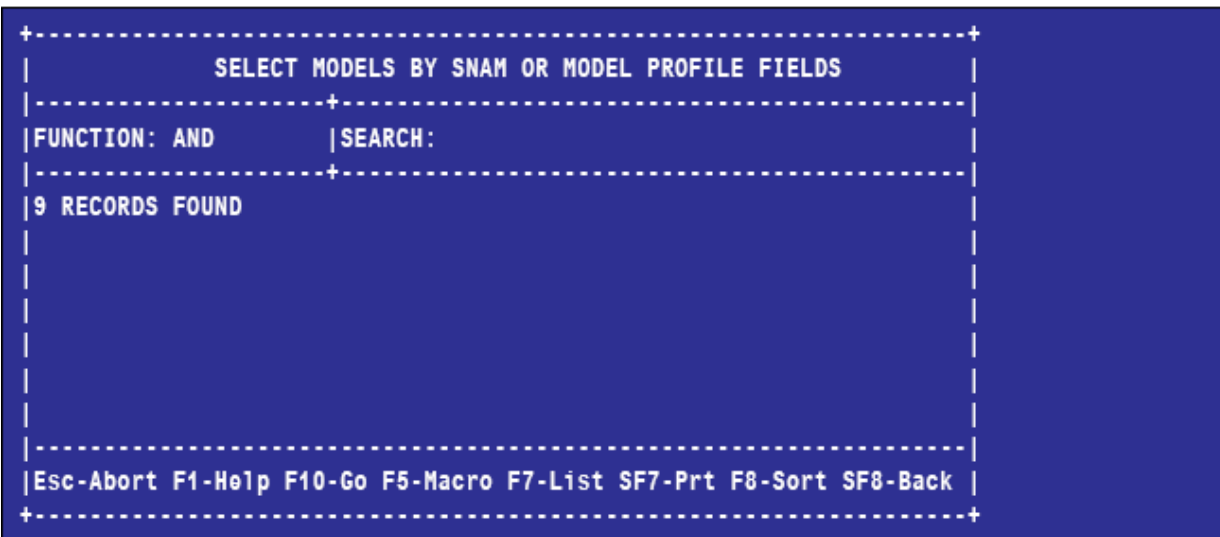 SELECT MODELS BY SNAM OR MODEL PROFILE FIELDS
FUNCTION: AND |SEARCH:
9 RECORDS FOUND
Esc-Abort F1-Help F10-Go F5-Macro F7-List SF7-Prt F8-Sort SF8-Back